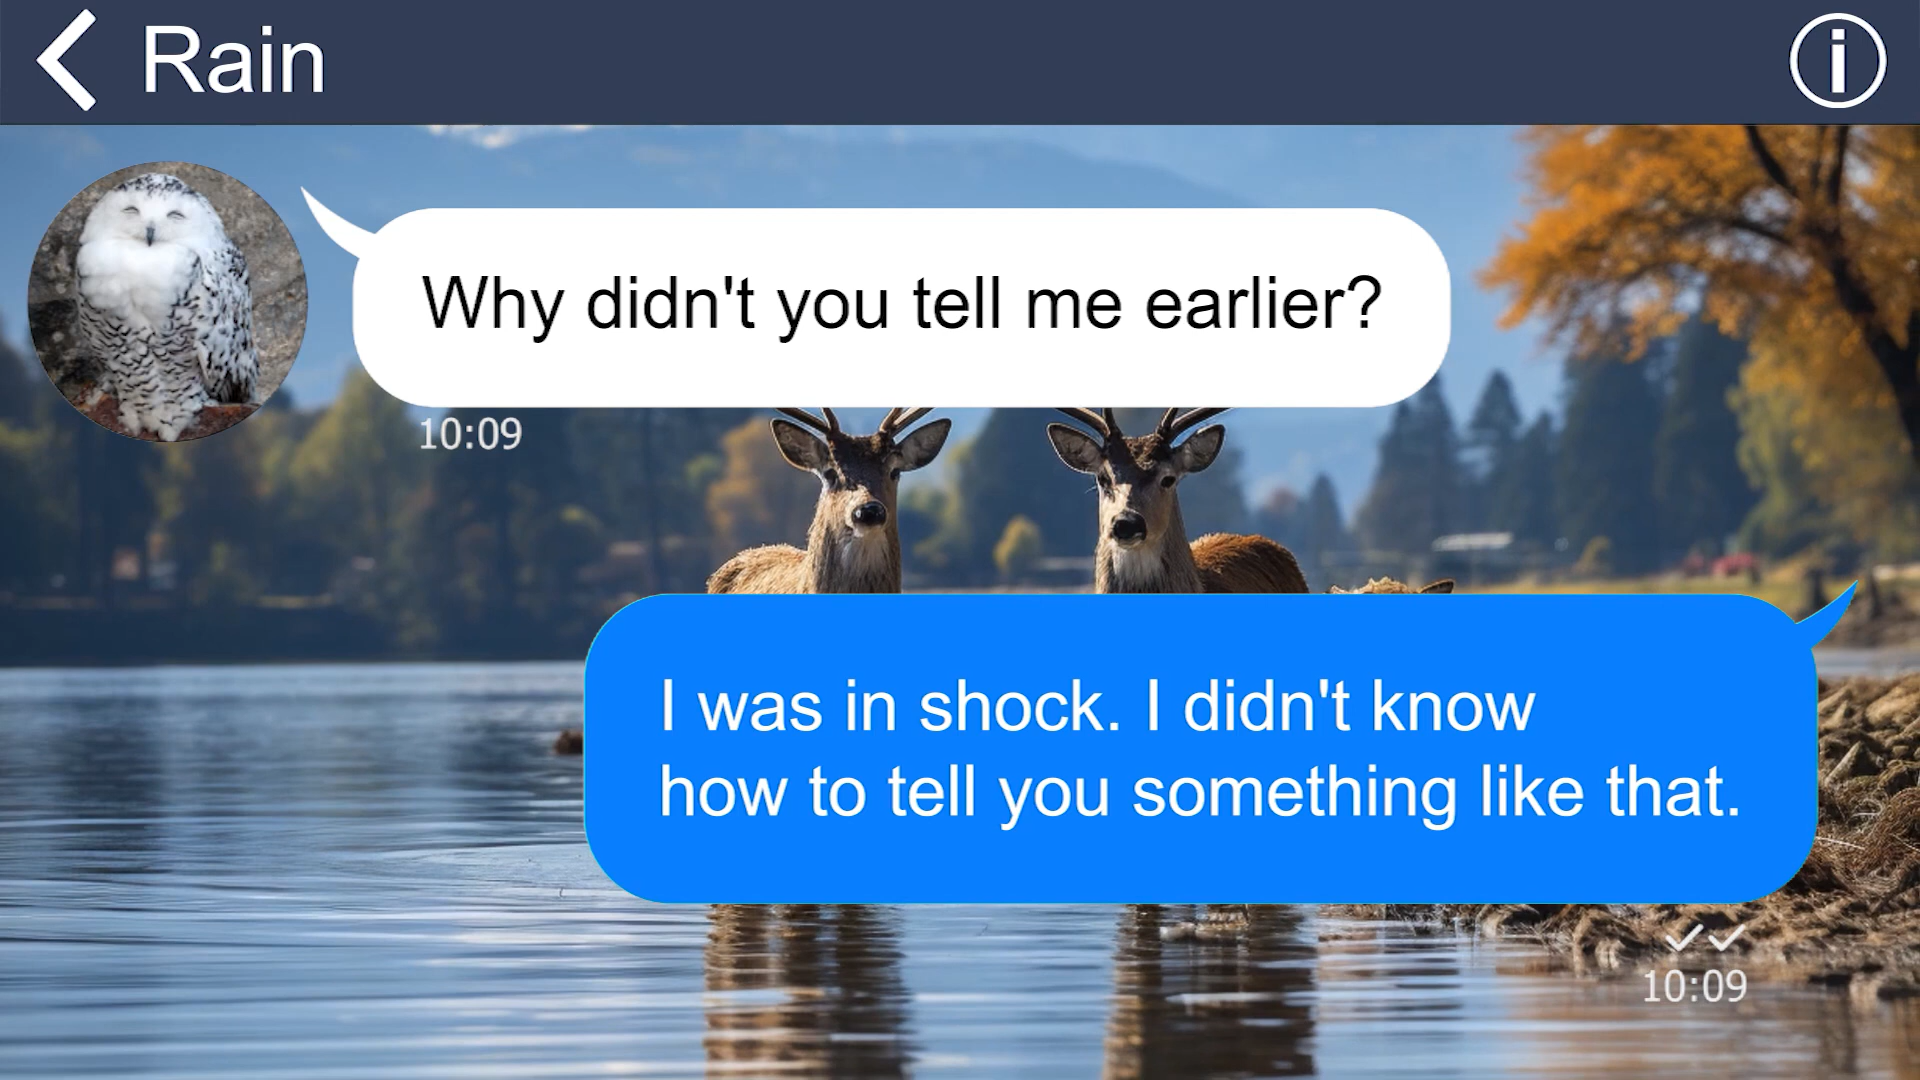 Rain
Why didn't you tell me earlier?
10:09
I was in shock. I didn't know
how to tell you something like that.
10:09